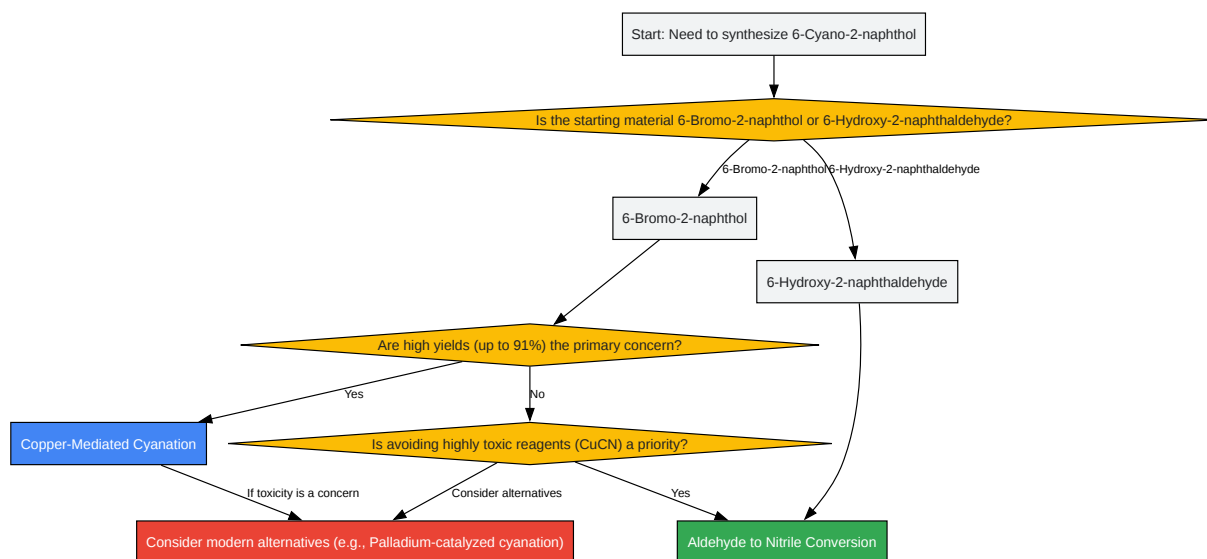 Start: Need to synthesize 6-Cyano-2-naphthol
Is the starting material 6-Bromo-2-naphthol or 6-Hydroxy-2-naphthaldehyde?
6-Bromo-2-naphthol
6-Hydroxy-2-naphthaldehyde
6-Bromo-2-naphthol
6-Hydroxy-2-naphthaldehyde
Are high yields (up to 91%) the primary concern?
Yes
No
Copper-Mediated Cyanation
Is avoiding highly toxic reagents (CuCN) a priority?
If toxicity is a concern
Consider alternatives
Yes
Consider modern alternatives (e.g., Palladium-catalyzed cyanation)
Aldehyde to Nitrile Conversion